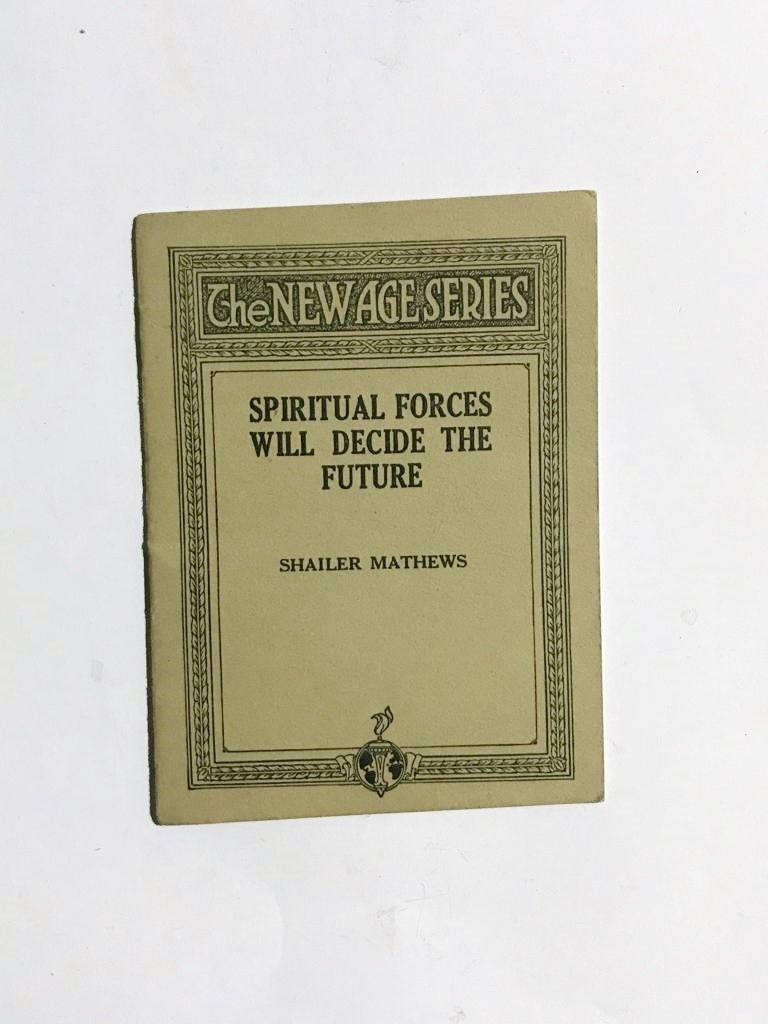 The NEW AGE SERIES
SPIRITUAL FORCES
WILL DECIDE THE
FUTURE
SHAILER MATHEWS